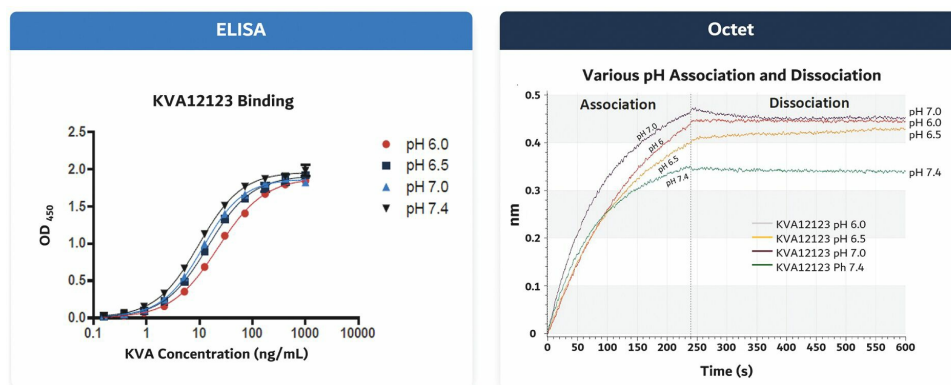 ELISA
KVA12123 Binding
OD 450
2.5
2.0
1.5
1.0
0.5
0.0
0.1
1
10
100
1000
10000
KVA Concentration (ng/mL)
pH 6.0
pH 6.5
pH 7.0
pH 7.4
Octet
Various pH Association and Dissociation
Association
Dissociation
nm
0.5
0.4
0.3
0.2
0.1
0
pH 7.0
pH 6
pH 6.5
pH 7.4
pH 7.0
pH 6.0
pH 6.5
pH 7.4
KVA12123 pH 6.0
KVA12123 pH 6.5
KVA12123 pH 7.0
KVA12123 Ph 7.4
0
50
100
150
200
250
300
350
400
450
500
550
600
Time (s)